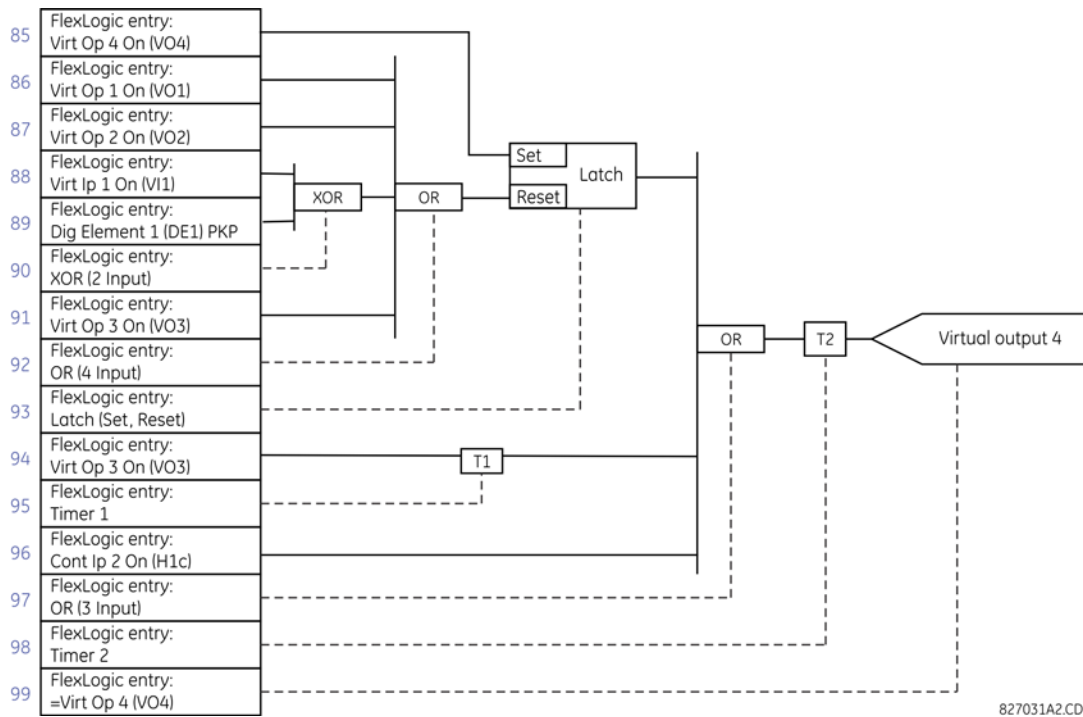 85 FlexLogic entry:
Virt Op 4 On (VO4)
86 FlexLogic entry:
Virt Op 1 On (VO1)
87 FlexLogic entry:
Virt Op 2 On (VO2)
88 FlexLogic entry:
Virt Ip 1 On (VI1)
89 FlexLogic entry:
Dig Element 1 (DE1) PKP
90 FlexLogic entry:
XOR (2 Input)
91 FlexLogic entry:
Virt Op 3 On (VO3)
92 FlexLogic entry:
OR (4 Input)
93 FlexLogic entry:
Latch (Set, Reset)
94 FlexLogic entry:
Virt Op 3 On (VO3)
95 FlexLogic entry:
Timer 1
96 FlexLogic entry:
Cont Ip 2 On (H1c)
97 FlexLogic entry:
OR (3 Input)
98 FlexLogic entry:
Timer 2
99 FlexLogic entry:
=Virt Op 4 (VO4)
XOR
OR
Set
Reset
Latch
T1
OR
T2
Virtual output 4
827031A2.CD